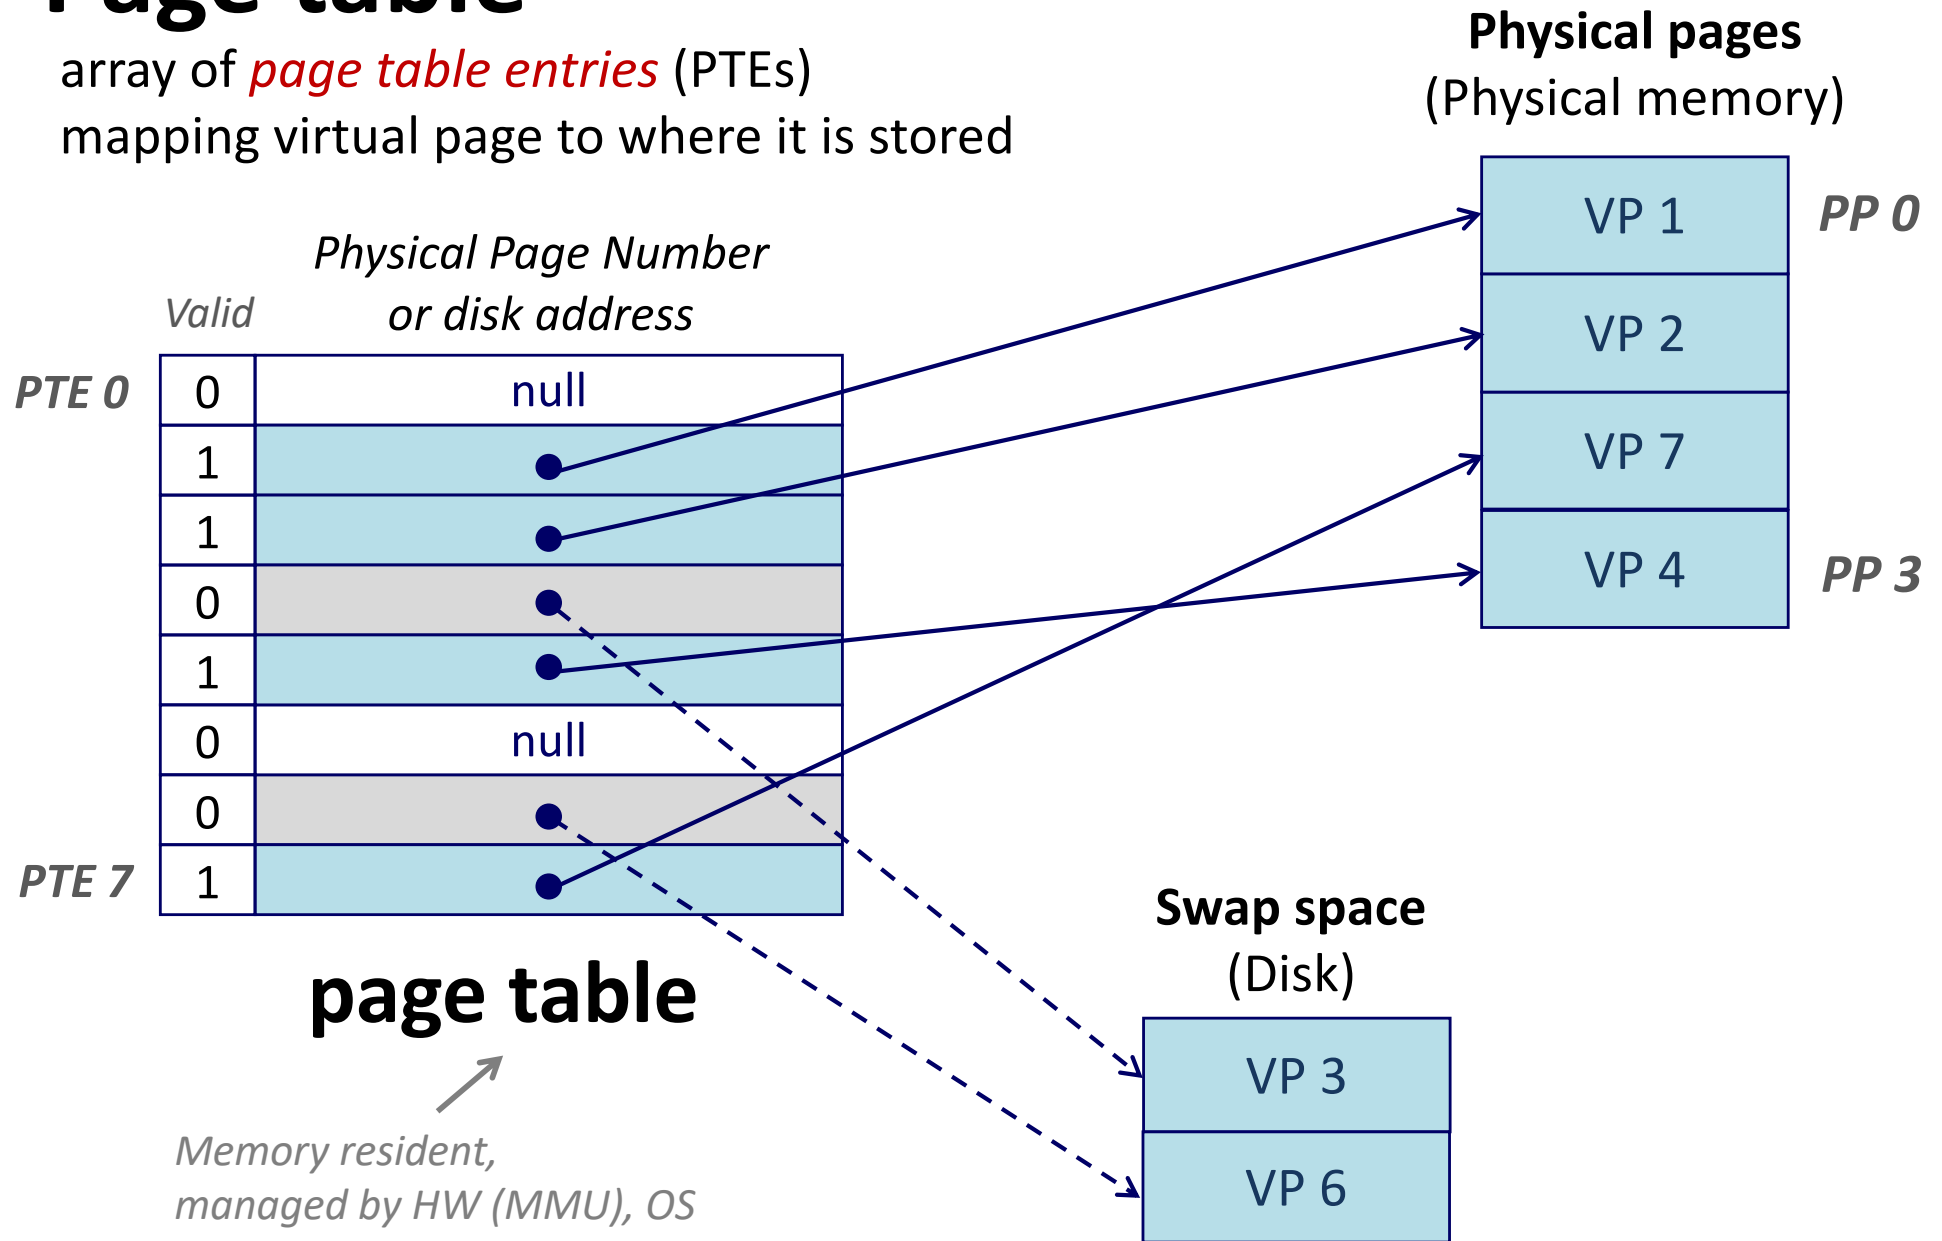 Page table
array of page table entries (PTEs)
mapping virtual page to where it is stored
Physical pages
(Physical memory)
Physical Page Number
or disk address
Valid
PTE 0
0
null
1
1
0
1
0
null
0
PTE 7
1
VP 1
PP 0
VP 2
VP 7
VP 4
PP 3
page table
Memory resident,
managed by HW (MMU), OS
Swap space
(Disk)
VP 3
VP 6